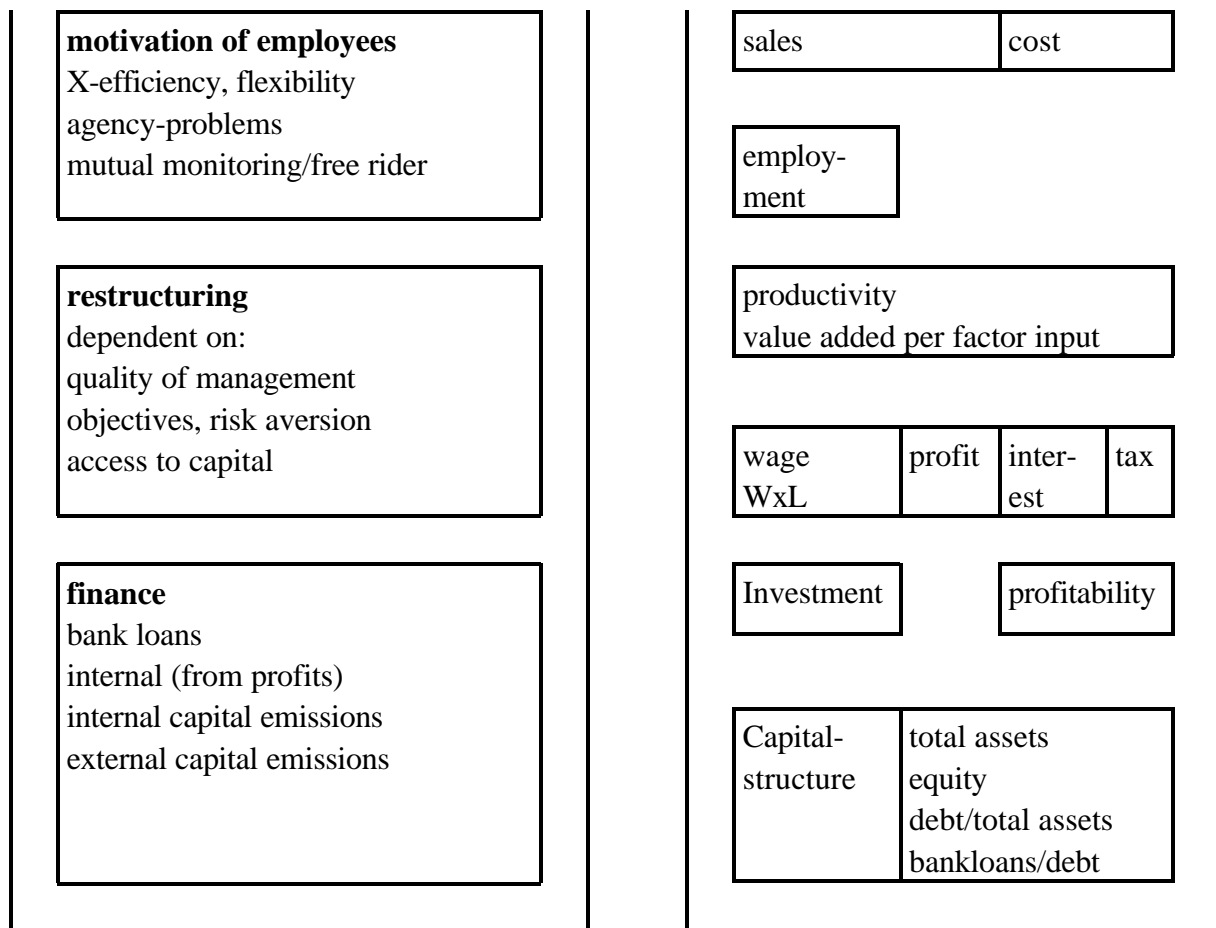 motivation of employees
X-efficiency, flexibility
agency-problems
mutual monitoring/free rider
restructuring
dependent on:
quality of management
objectives, risk aversion
access to capital
finance
bank loans
internal (from profits)
internal capital emissions
external capital emissions
sales cost
employ-
ment
productivity
value added per factor input
wage profit inter- tax
WxL est
Investment profitability
Capital- total assets
structure equity
debt/total assets
bankloans/debt